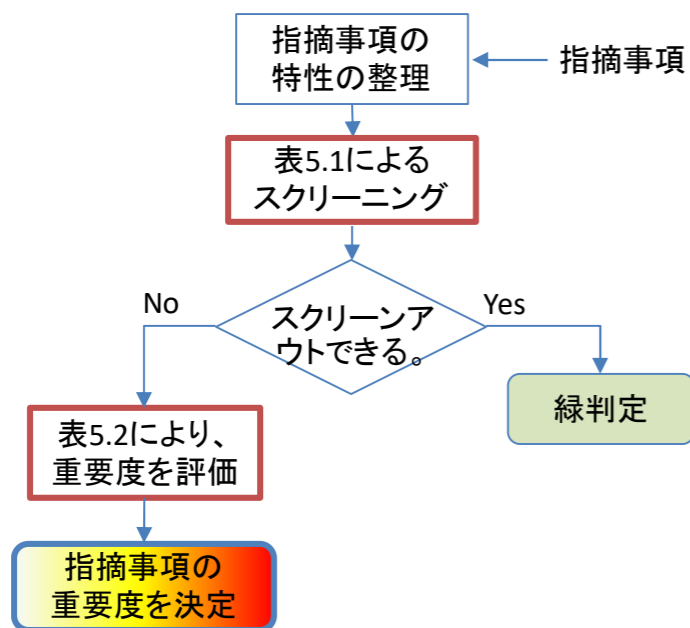 指摘事項の
特性の整理
指摘事項
表5.1による
スクリーニング
No
Yes
スクリーンア
ウトできる。
緑判定
表5.2により、
重要度を評価
指摘事項の
重要度を決定